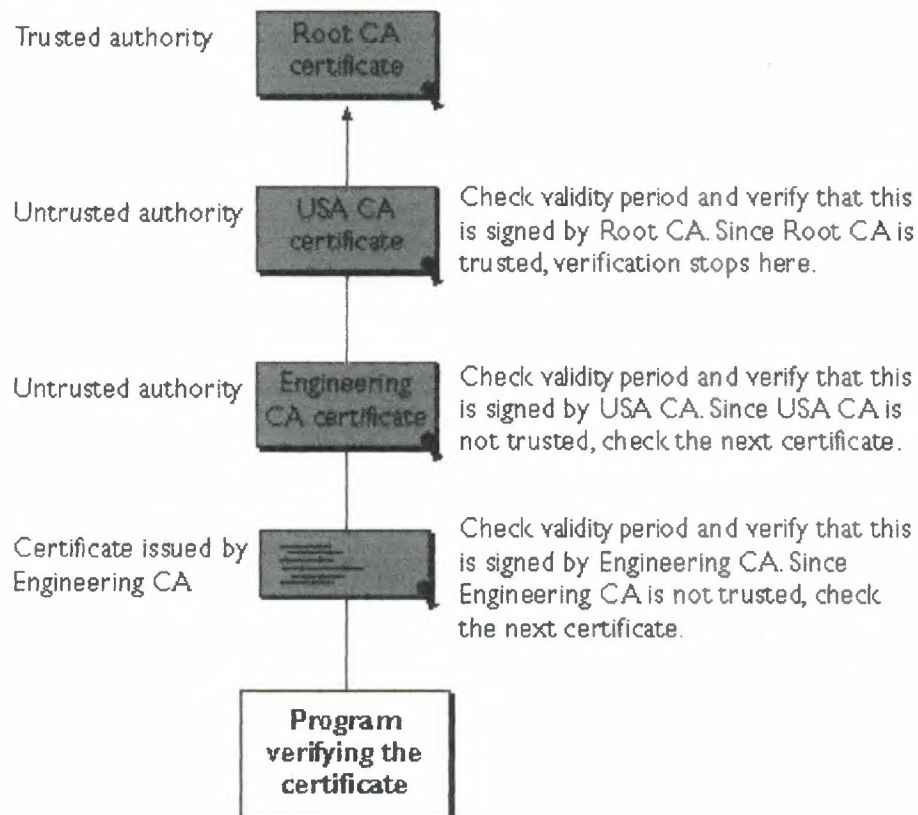 Trusted authority
Root CA
certificate
Untrusted authority
USA CA
certificate
Check validity period and verify that this
is signed by Root CA. Since Root CA is
trusted, verification stops here.
Untrusted authority
Engineering
CA certificate
Check validity period and verify that this
is signed by USA CA. Since USA CA is
not trusted, check the next certificate.
Certificate issued by
Engineering CA
Check validity period and verify that this
is signed by Engineering CA. Since
Engineering CA is not trusted, check
the next certificate.
Program
verifying the
certificate